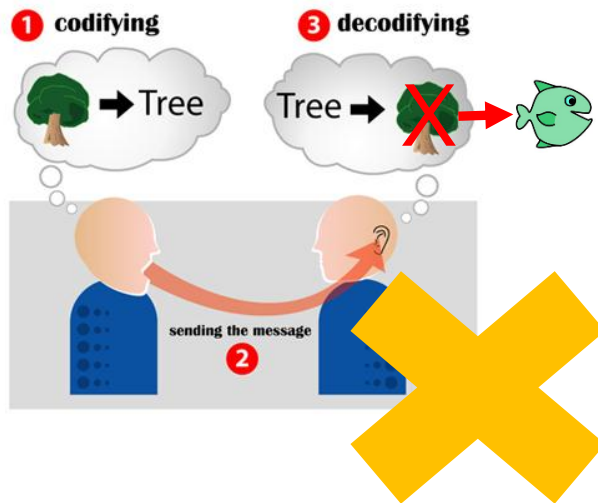 1 codifying
3 decodifying
Tree
Tree
sending the message
2